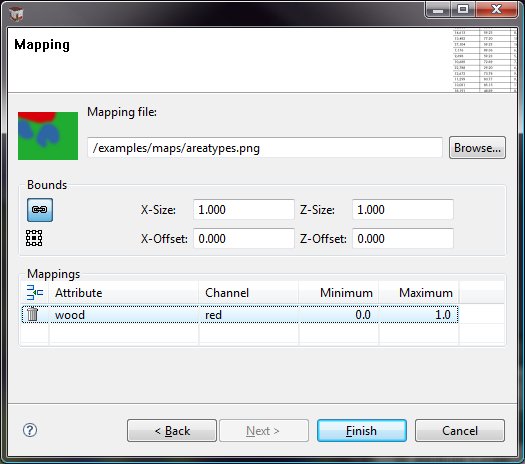 Mapping
Mapping file:
/examples/maps/areatypes.png
Browse...
Bounds
X-Size: 1.000 Z-Size: 1.000
X-Offset: 0.000 Z-Offset: 0.000
Mappings
Attribute Channel Minimum Maximum
wood red 0.0 1.0
? < Back Next > Finish Cancel